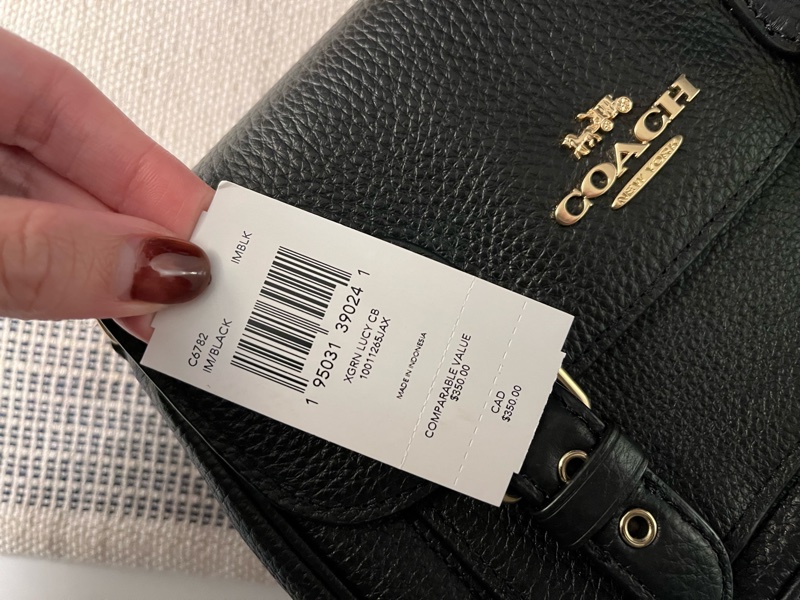 COACH
NEW YORK
C6782
IM/BLACK
IMBLK
1 95031 39024 1
XGRN LUCY CB
10011265JAX
MADE IN INDONESIA
COMPARABLE VALUE
$350.00
CAD
$350.00